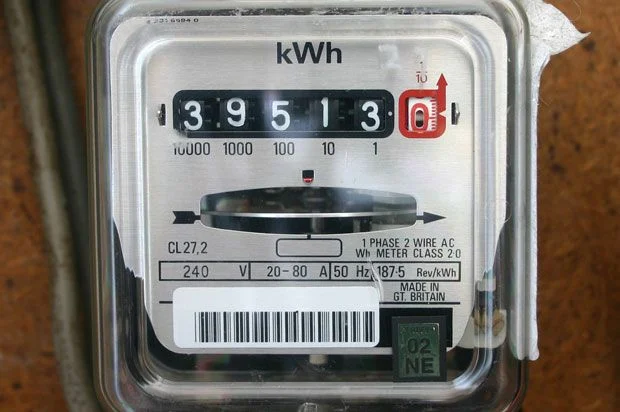 kWh
1
10
3 9 5 1 3 0
10000 1000 100 10 1
CL27,2
1 PHASE 2 WIRE AC
Wh METER CLASS 2·0
240 V 20-80 A 50 Hz 187·5 Rev/kWh
MADE IN
GT. BRITAIN
02
NE